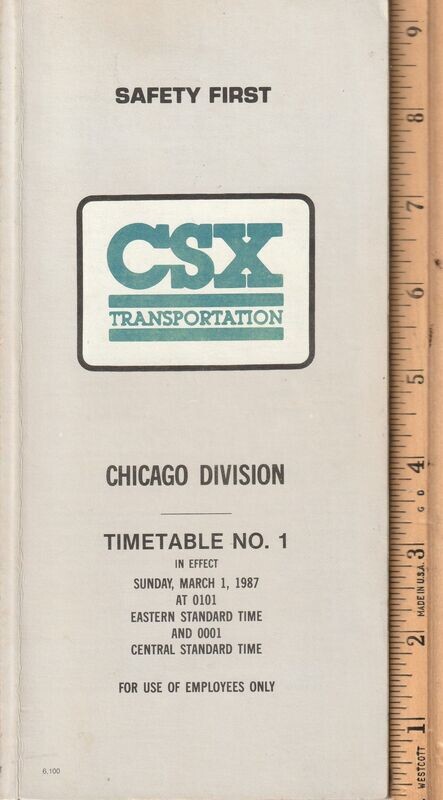 SAFETY FIRST
CSX
TRANSPORTATION
CHICAGO DIVISION
TIMETABLE NO. 1
IN EFFECT
SUNDAY, MARCH 1, 1987
AT 0101
EASTERN STANDARD TIME
AND 0001
CENTRAL STANDARD TIME
FOR USE OF EMPLOYEES ONLY
6.100
9
8
7
6
5
4
3
2
1
MADE IN U.S.A.
WESTCOTT